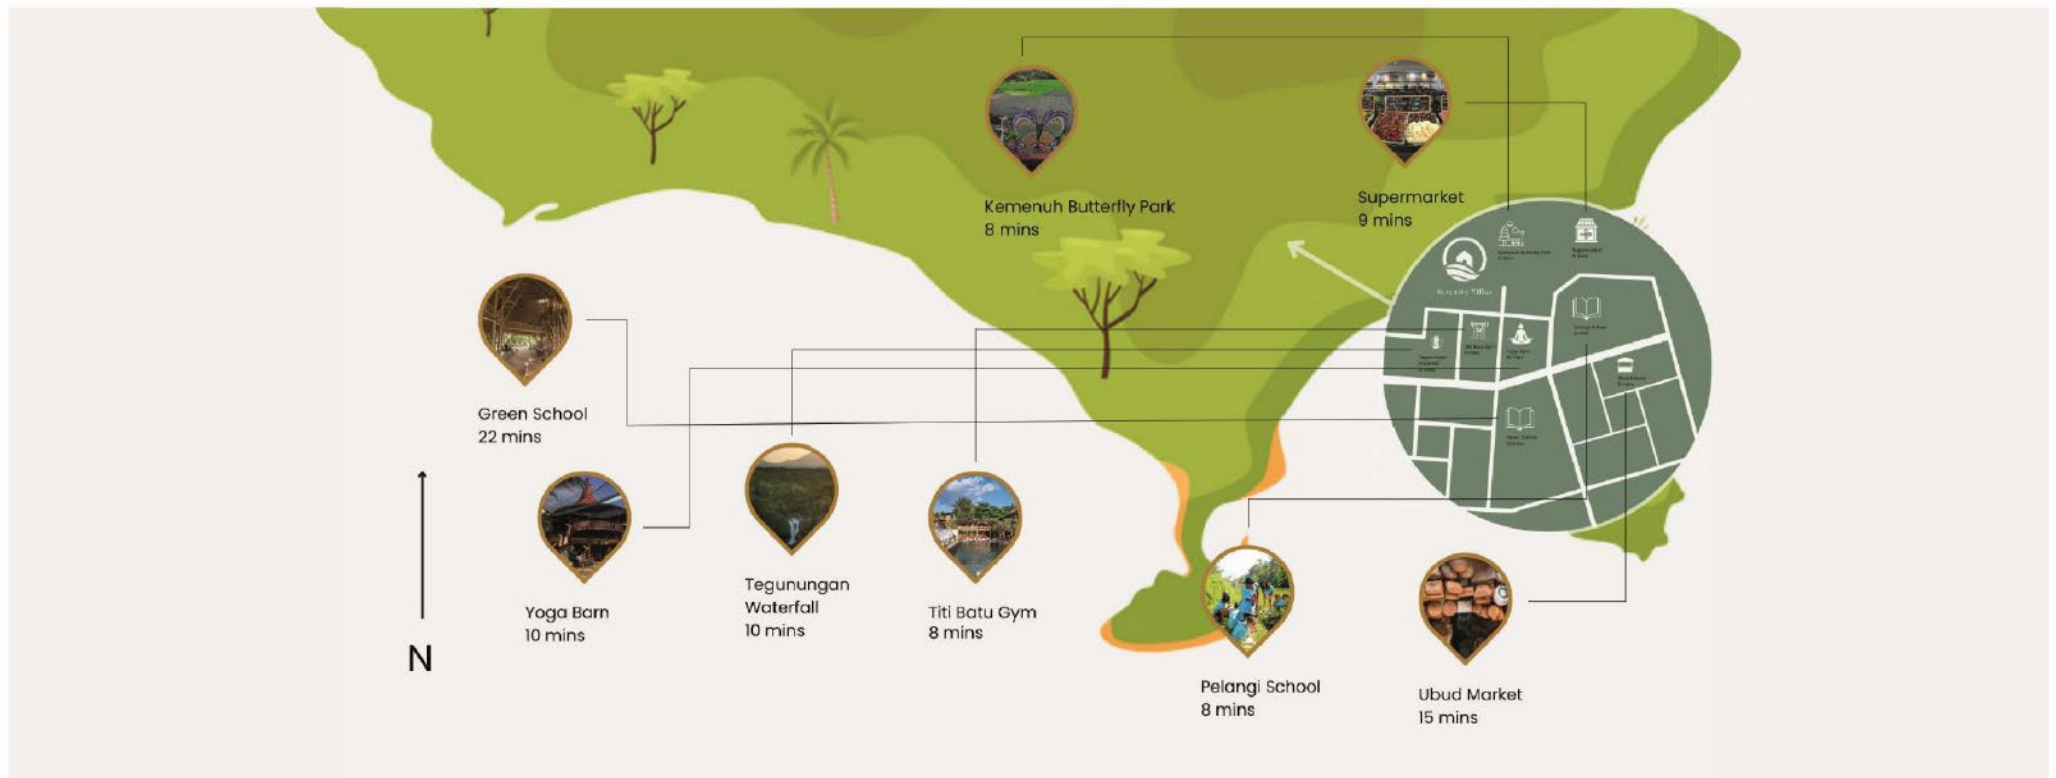 Kemenuh Butterfly Park
8 mins
Supermarket
9 mins
Green School
22 mins
Yoga Barn
10 mins
Tegunungan
Waterfall
10 mins
Titi Batu Gym
8 mins
Pelangi School
8 mins
Ubud Market
15 mins
N